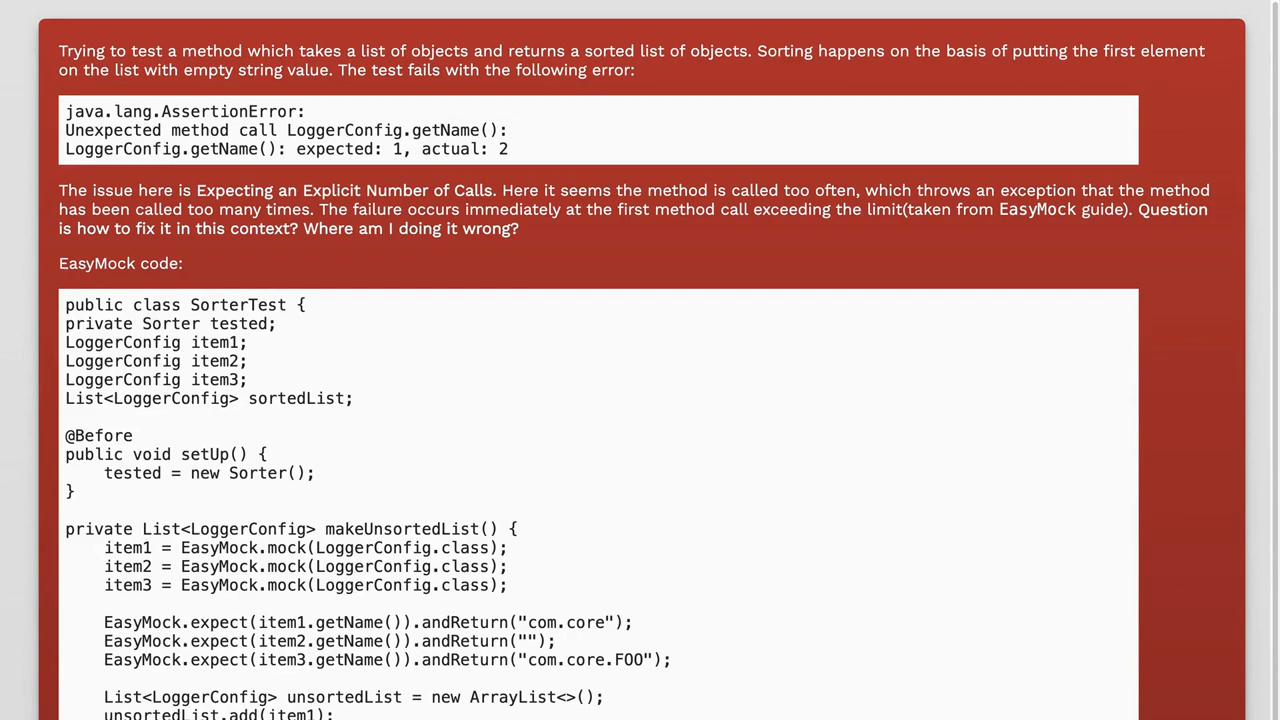 Trying to test a method which takes a list of objects and returns a sorted list of objects. Sorting happens on the basis of putting the first element
on the list with empty string value. The test fails with the following error:
java.lang.AssertionError:
Unexpected method call LoggerConfig.getName():
LoggerConfig.getName(): expected: 1, actual: 2
The issue here is Expecting an Explicit Number of Calls. Here it seems the method is called too often, which throws an exception that the method
has been called too many times. The failure occurs immediately at the first method call exceeding the limit(taken from EasyMock guide). Question
is how to fix it in this context? Where am I doing it wrong?
EasyMock code:
public class SorterTest {
private Sorter tested;
LoggerConfig item1;
LoggerConfig item2;
LoggerConfig item3;
List<LoggerConfig> sortedList;
@Before
public void setUp() {
    tested = new Sorter();
}
private List<LoggerConfig> makeUnsortedList() {
    item1 = EasyMock.mock(LoggerConfig.class);
    item2 = EasyMock.mock(LoggerConfig.class);
    item3 = EasyMock.mock(LoggerConfig.class);
    EasyMock.expect(item1.getName()).andReturn("com.core");
    EasyMock.expect(item2.getName()).andReturn("");
    EasyMock.expect(item3.getName()).andReturn("com.core.FOO");
    List<LoggerConfig> unsortedList = new ArrayList<>();
    unsortedList.add(item1);